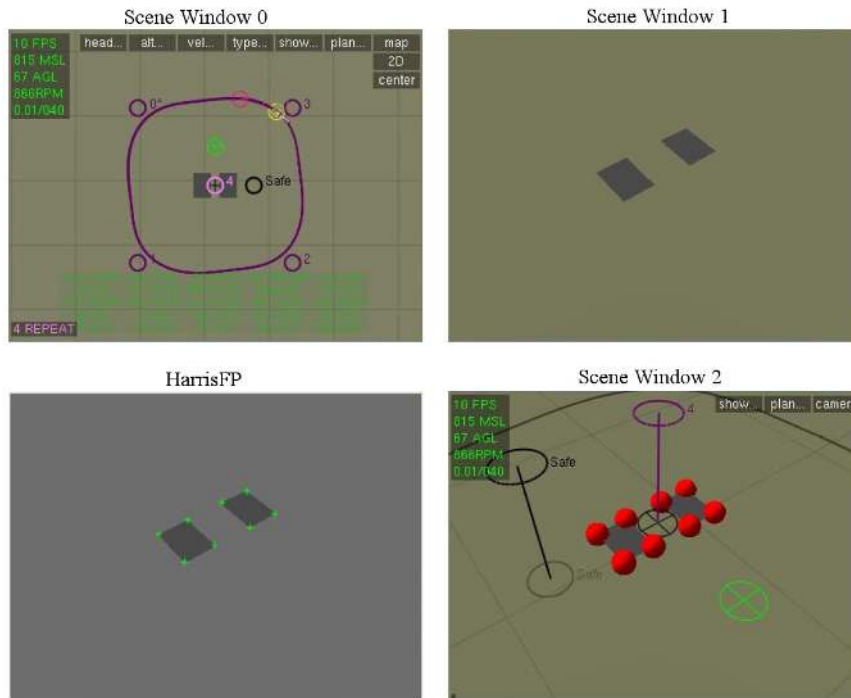 Scene Window 0
Scene Window 1
10 FPS
815 MSL
67 AGL
866RPM
0.01/040
head...
alt...
vel...
type...
show...
plan...
map
2D
center
0*
3
4
Safe
1
2
4 REPEAT
HarrisFP
Scene Window 2
10 FPS
815 MSL
67 AGL
866RPM
0.01/040
show...
plan...
camer
4
Safe
Safe